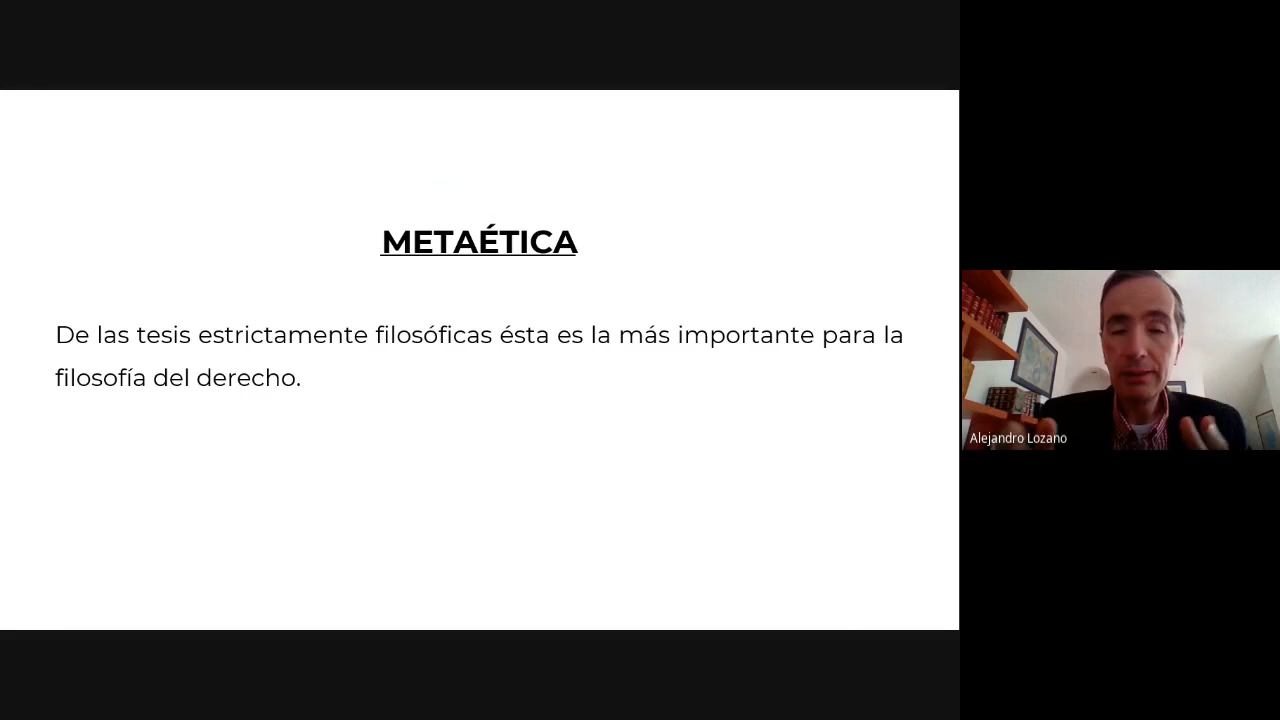 METAÉTICA
De las tesis estrictamente filosóficas ésta es la más importante para la
filosofía del derecho.
Alejandro Lozano